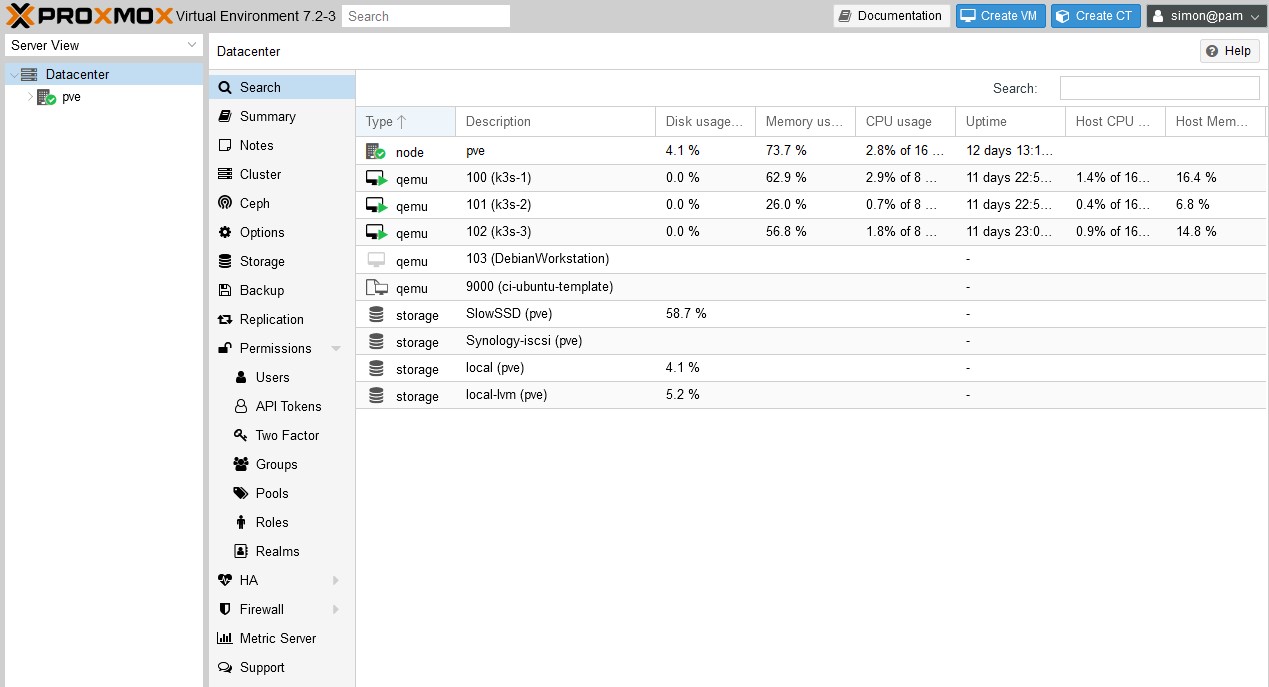 PROXMOX Virtual Environment 7.2-3 Search Documentation Create VM Create CT simon@pam
Server View
Datacenter
pve
Datacenter Help
Search
Summary
Notes
Cluster
Ceph
Options
Storage
Backup
Replication
Permissions
Users
API Tokens
Two Factor
Groups
Pools
Roles
Realms
HA
Firewall
Metric Server
Support
Search:
Type Description Disk usage... Memory us... CPU usage Uptime Host CPU ... Host Mem...
node pve 4.1 % 73.7 % 2.8% of 16 ... 12 days 13:1...
qemu 100 (k3s-1) 0.0 % 62.9 % 2.9% of 8 ... 11 days 22:5... 1.4% of 16... 16.4 %
qemu 101 (k3s-2) 0.0 % 26.0 % 0.7% of 8 ... 11 days 22:5... 0.4% of 16... 6.8 %
qemu 102 (k3s-3) 0.0 % 56.8 % 1.8% of 8 ... 11 days 23:0... 0.9% of 16... 14.8 %
qemu 103 (DebianWorkstation) -
qemu 9000 (ci-ubuntu-template) -
storage SlowSSD (pve) 58.7 % -
storage Synology-iscsi (pve) -
storage local (pve) 4.1 % -
storage local-lvm (pve) 5.2 % -